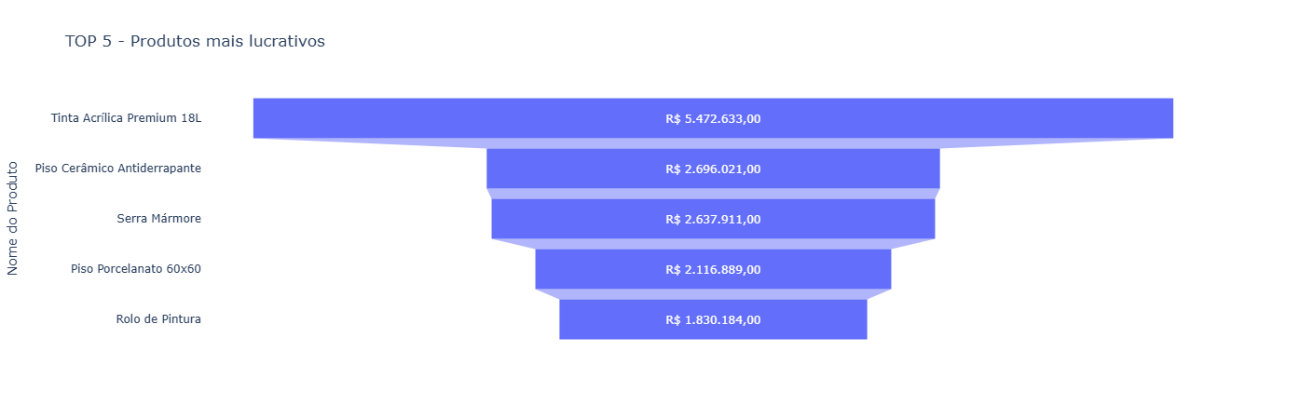 TOP 5 - Produtos mais lucrativos
Nome do Produto
Tinta Acrílica Premium 18L
R$ 5.472.633,00
Piso Cerâmico Antiderrapante
R$ 2.696.021,00
Serra Mármore
R$ 2.637.911,00
Piso Porcelanato 60x60
R$ 2.116.889,00
Rolo de Pintura
R$ 1.830.184,00